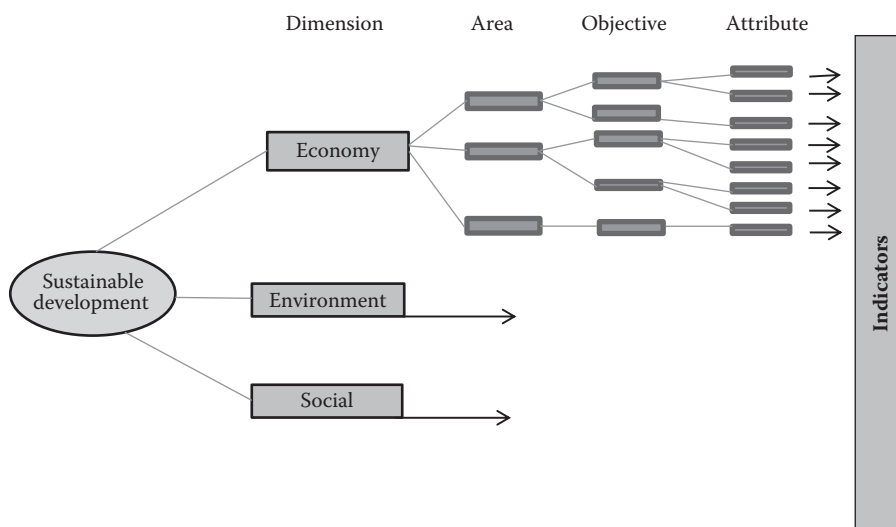 Dimension Area Objective Attribute
Economy
Sustainable
development
Environment
Social
Indicators